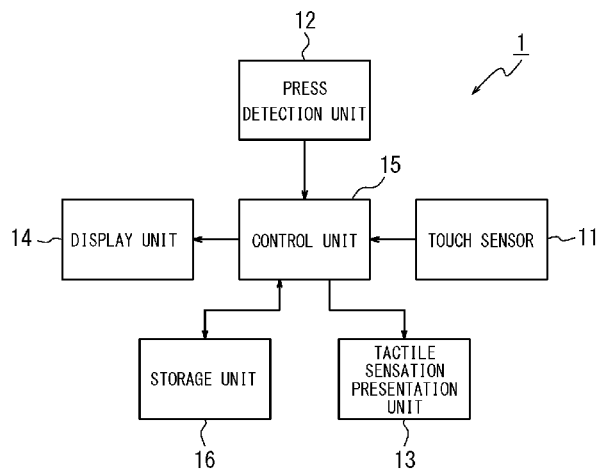 12
1
PRESS
DETECTION UNIT
15
14
DISPLAY UNIT
CONTROL UNIT
TOUCH SENSOR
11
STORAGE UNIT
TACTILE
SENSATION
PRESENTATION
UNIT
16
13